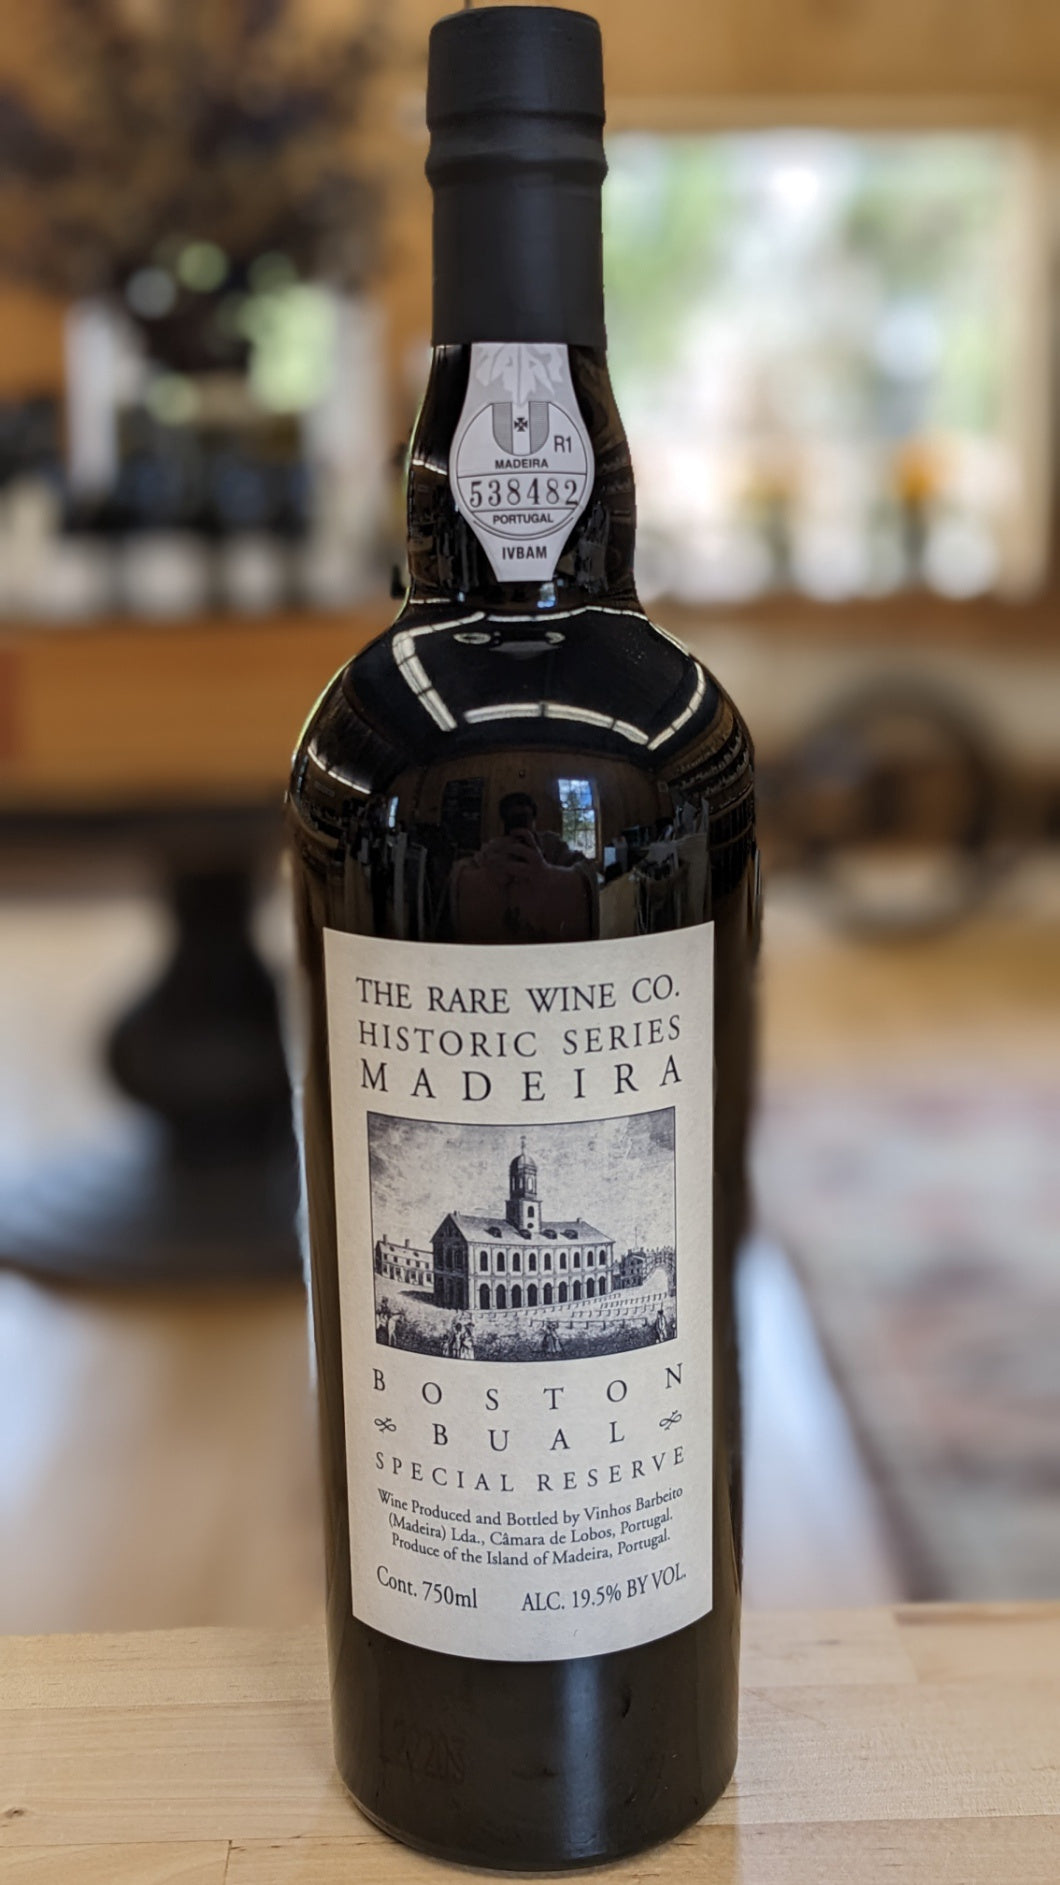 R1
MADEIRA
538482
PORTUGAL
IVBAM
THE RARE WINE CO.
HISTORIC SERIES
MADEIRA
BOSTON
BUAL
SPECIAL RESERVE
Wine Produced and Bottled by Vinhos Barbeito
(Madeira) Lda., Câmara de Lobos, Portugal.
Produce of the Island of Madeira, Portugal.
Cont. 750ml ALC. 19.5% BY VOL.